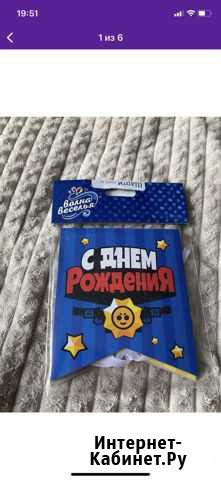 19:51
1 из 6
Волна
Веселья
С ДНЕМ
РОЖДЕНИЯ
Интернет-
Кабинет.Ру